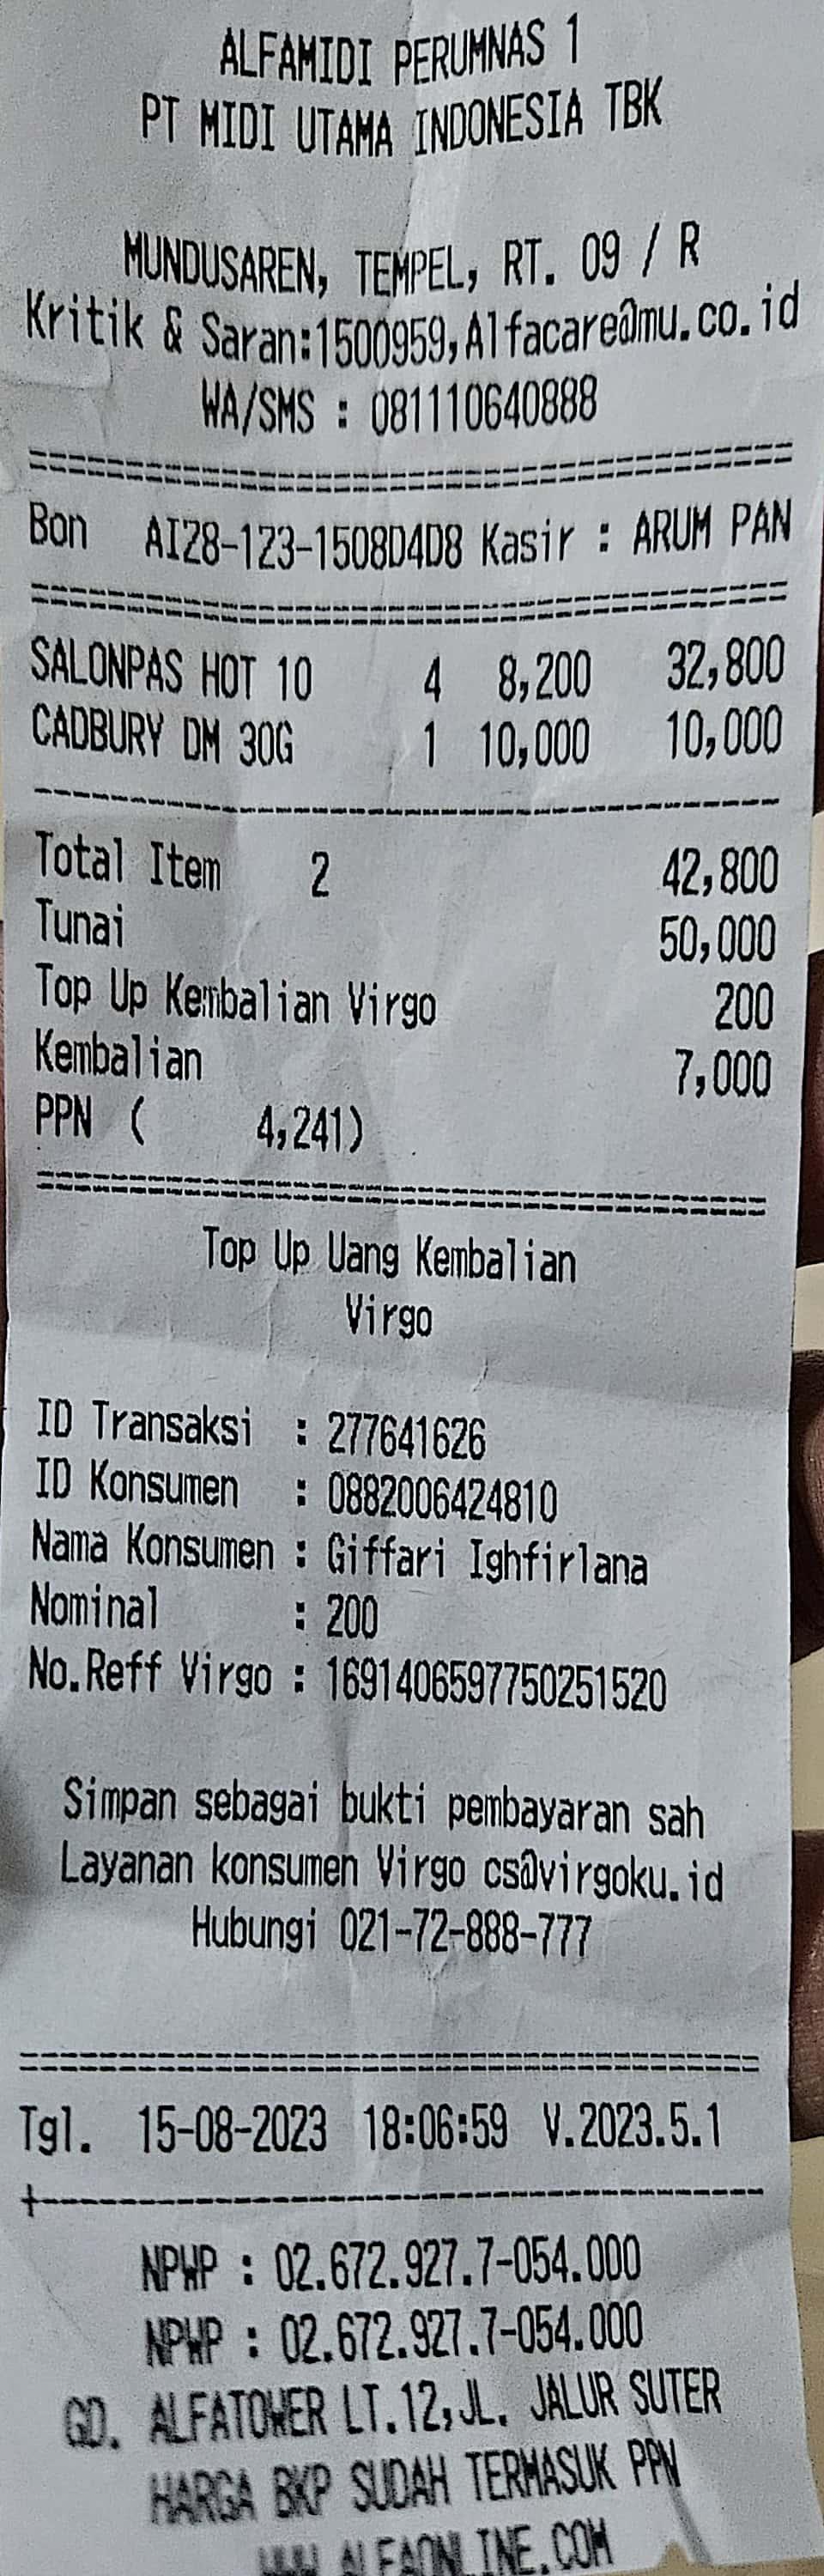 ALFAMIDI PERUMNAS 1
PT MIDI UTAMA INDONESIA TBK
MUNDUSAREN, TEMPEL, RT. 09 / R
Kritik & Saran:1500959,Alfacare@mu.co.id
WA/SMS : 081110640888
Bon AI28-123-1508D4D8 Kasir : ARUM PAN
SALONPAS HOT 10 4 8,200 32,800
CADBURY DM 30G 1 10,000 10,000
Total Item 2 42,800
Tunai 50,000
Top Up Kembalian Virgo 200
Kembalian 7,000
PPN ( 4,241)
Top Up Uang Kembalian
Virgo
ID Transaksi : 277641626
ID Konsumen : 0882006424810
Nama Konsumen : Giffari Ighfirlana
Nominal : 200
No.Reff Virgo : 1691406597750251520
Simpan sebagai bukti pembayaran sah
Layanan konsumen Virgo cs@virgoku.id
Hubungi 021-72-888-777
Tgl. 15-08-2023 18:06:59 V.2023.5.1
NPWP : 02.672.927.7-054.000
NPWP : 02.672.927.7-054.000
GD. ALFATOWER LT.12,JL. JALUR SUTER
HARGA BKP SUDAH TERMASUK PPN
WWW.ALFAONLINE.COM